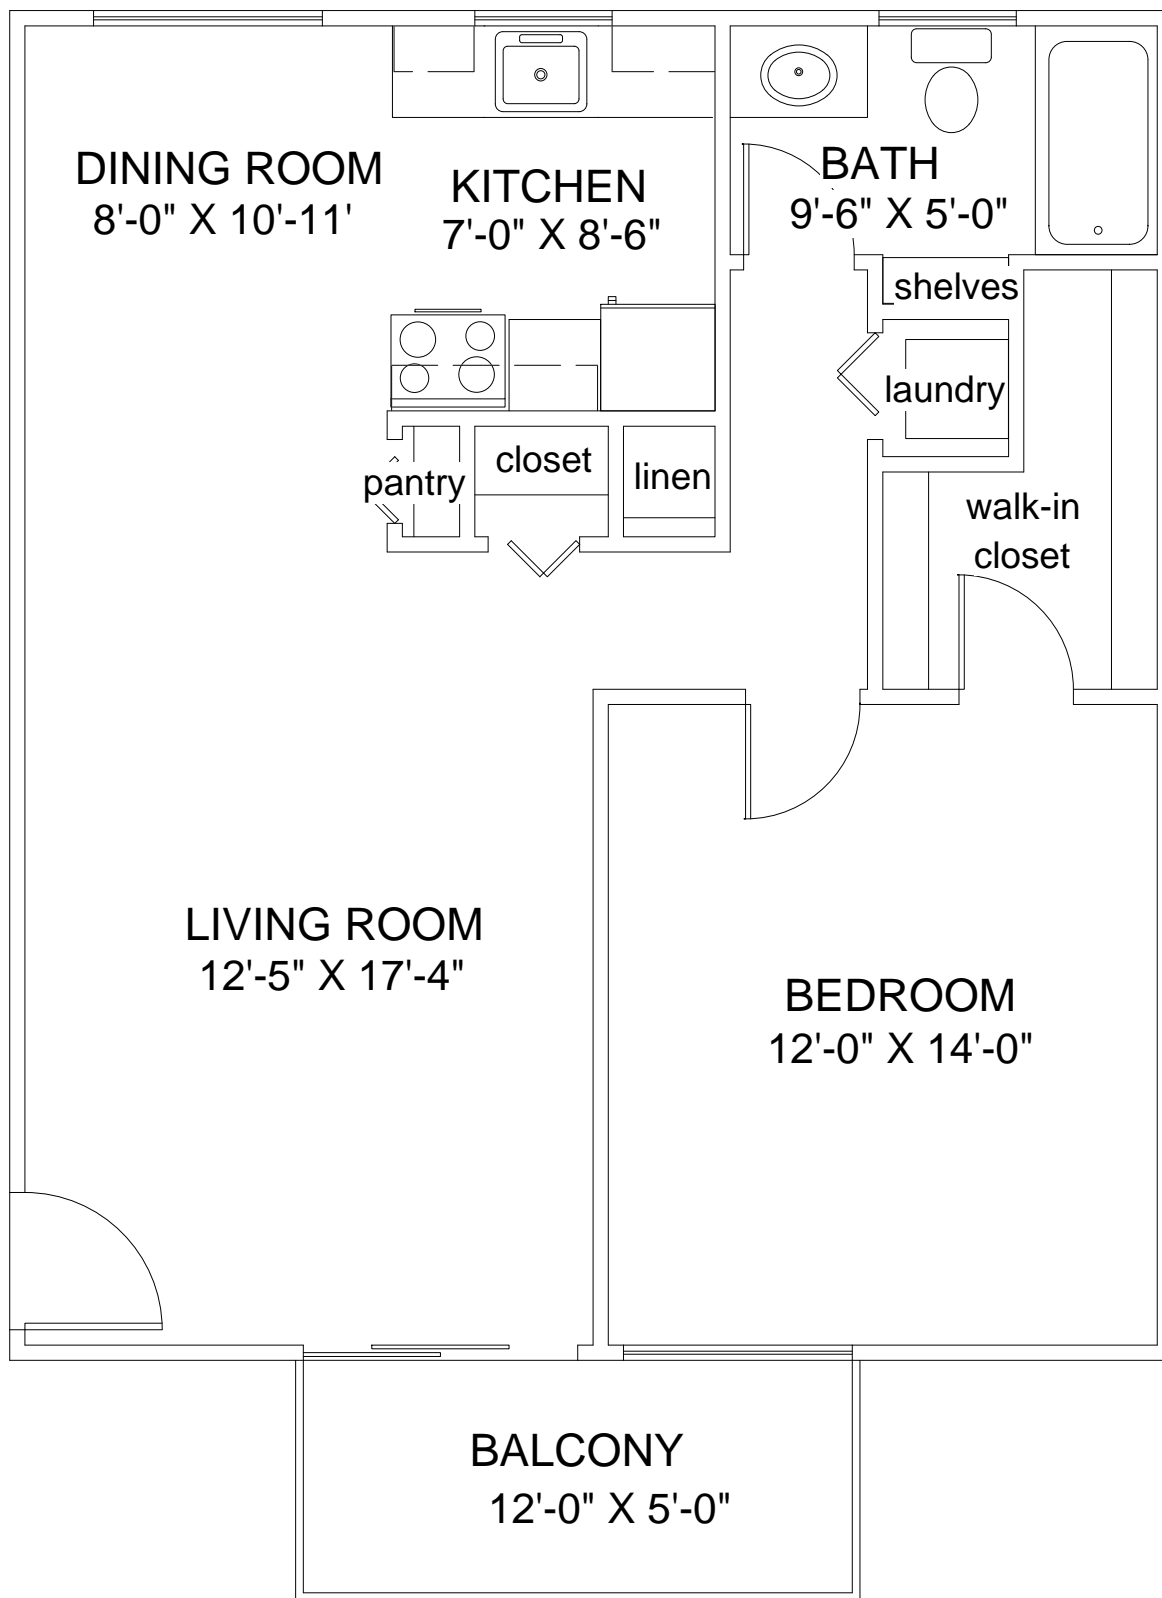 DINING ROOM
8'-0" X 10'-11'
KITCHEN
7'-0" X 8'-6"
BATH
9'-6" X 5'-0"
shelves
laundry
closet
pantry
linen
walk-in
closet
LIVING ROOM
12'-5" X 17'-4"
BEDROOM
12'-0" X 14'-0"
BALCONY
12'-0" X 5'-0"